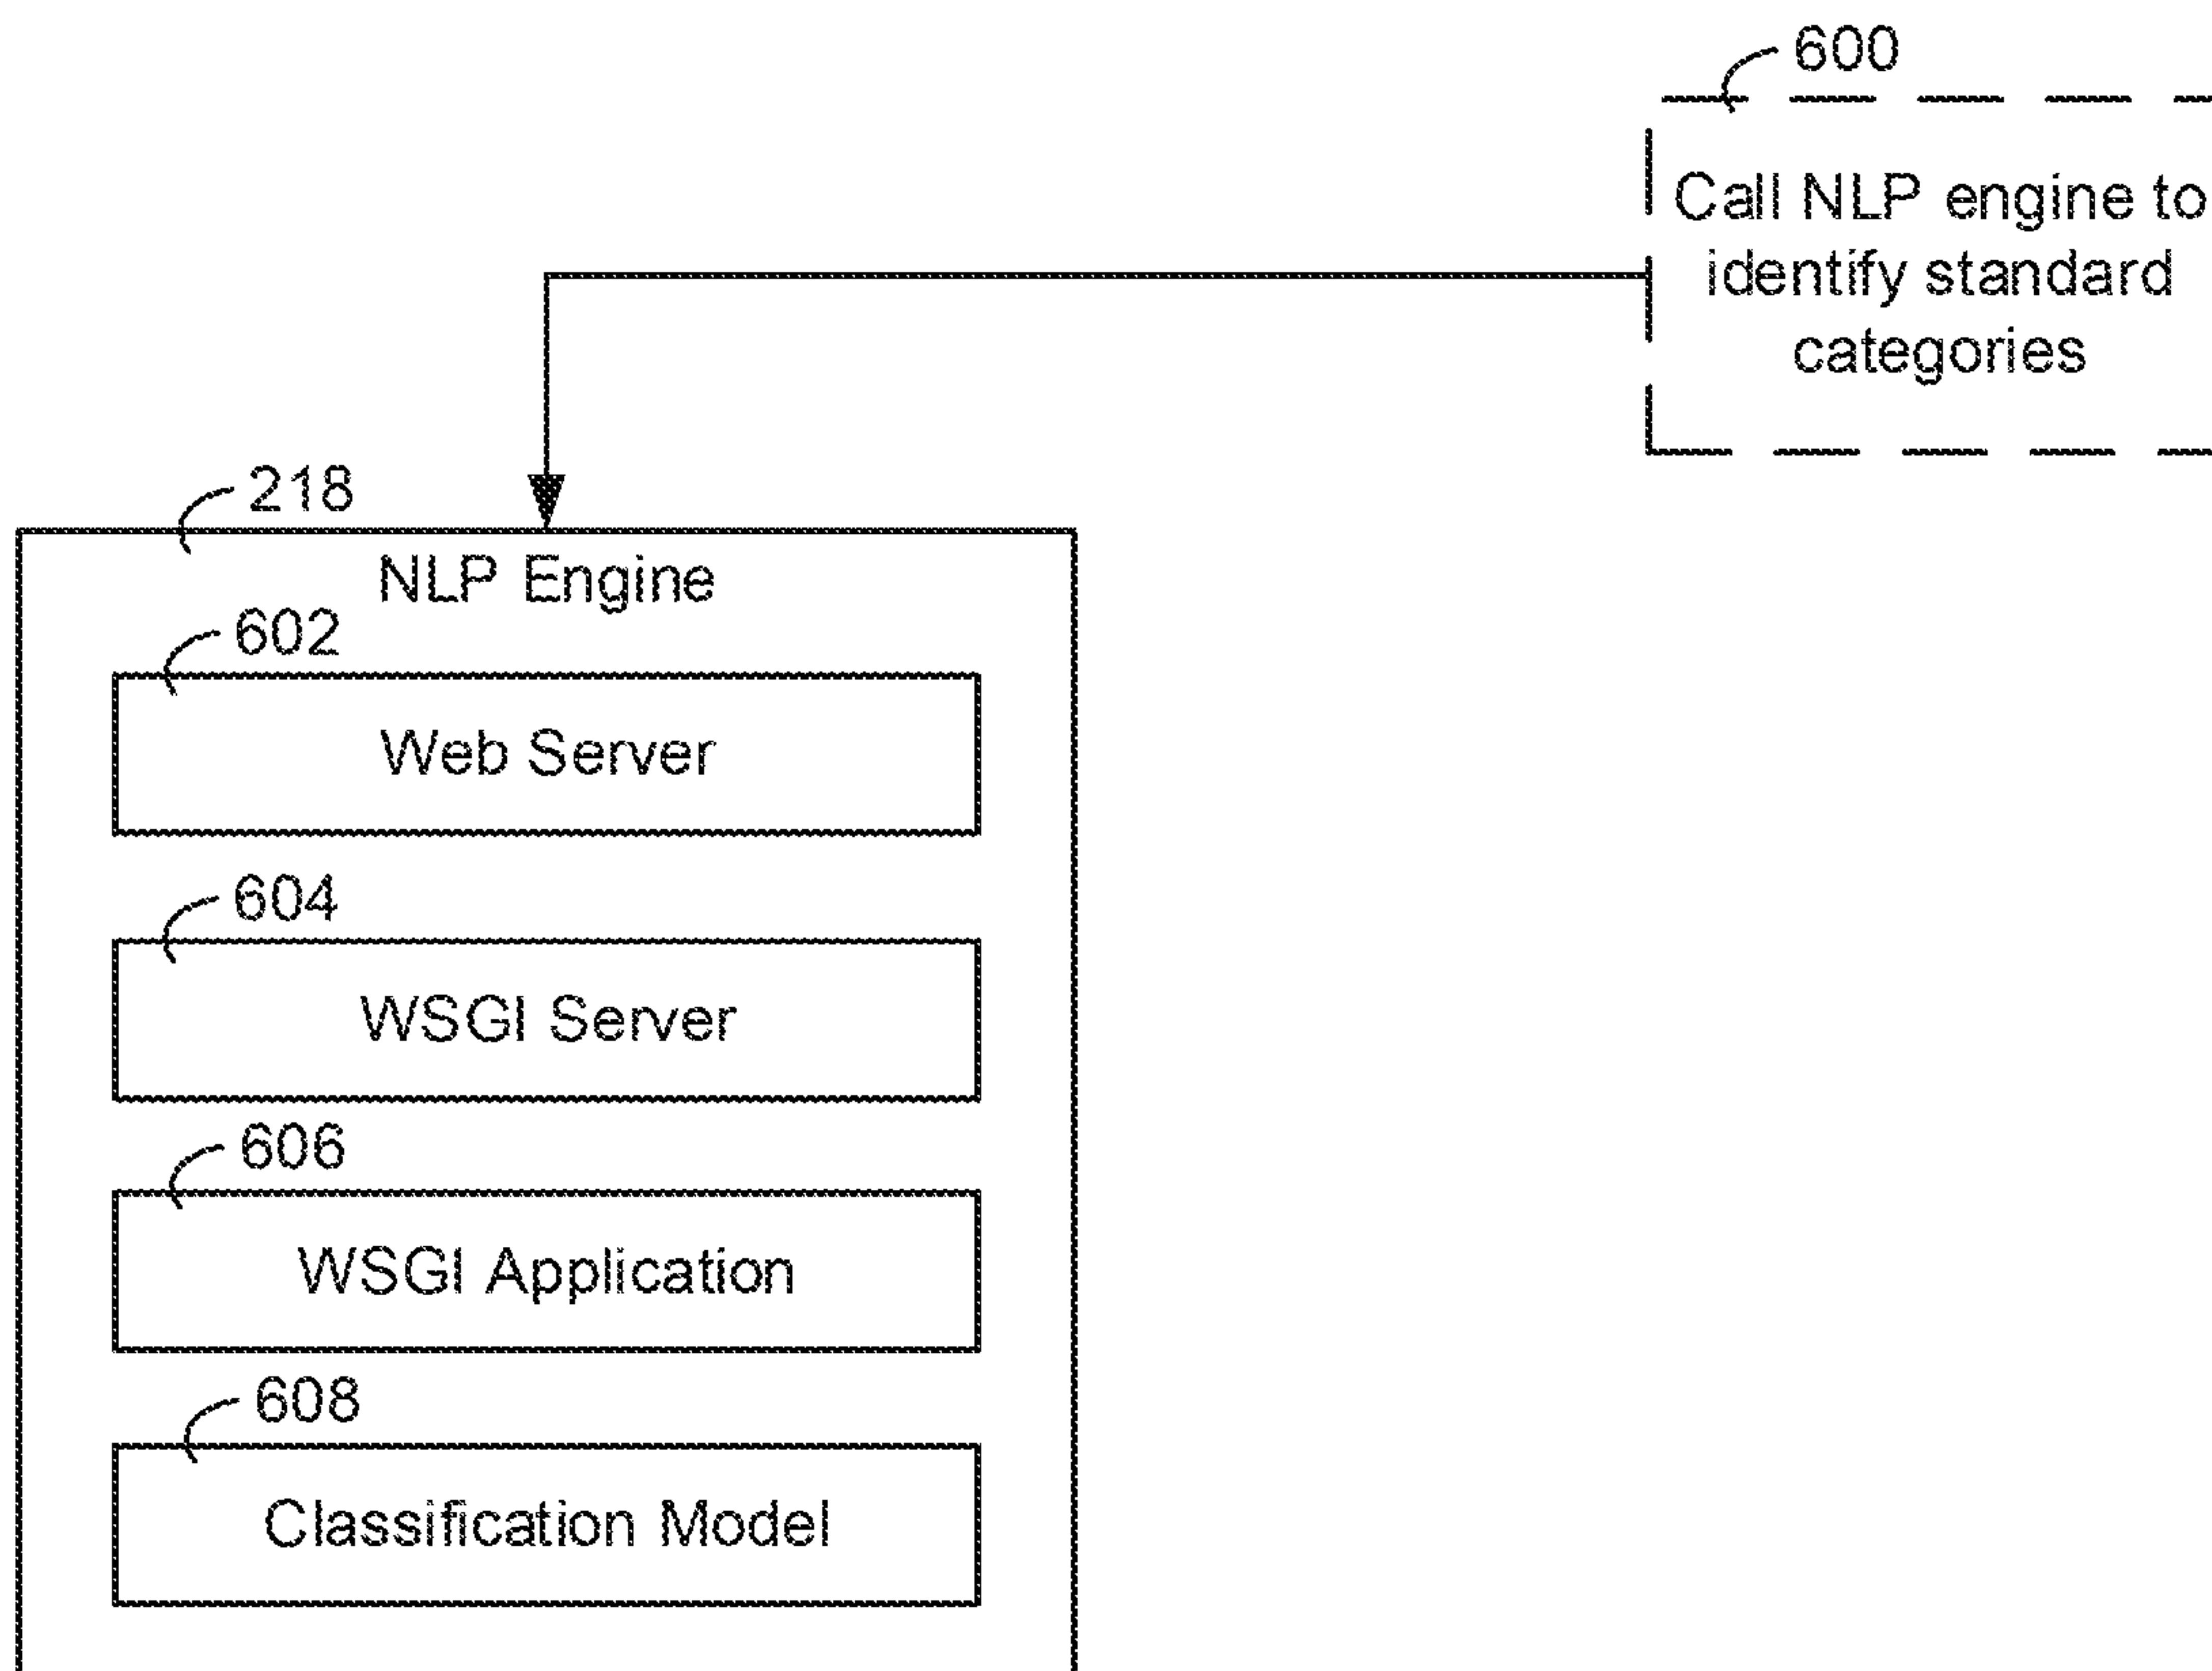 600
Call NLP engine to
identify standard
categories
218
NLP Engine
602
Web Server
604
WSGI Server
606
WSGI Application
608
Classification Model